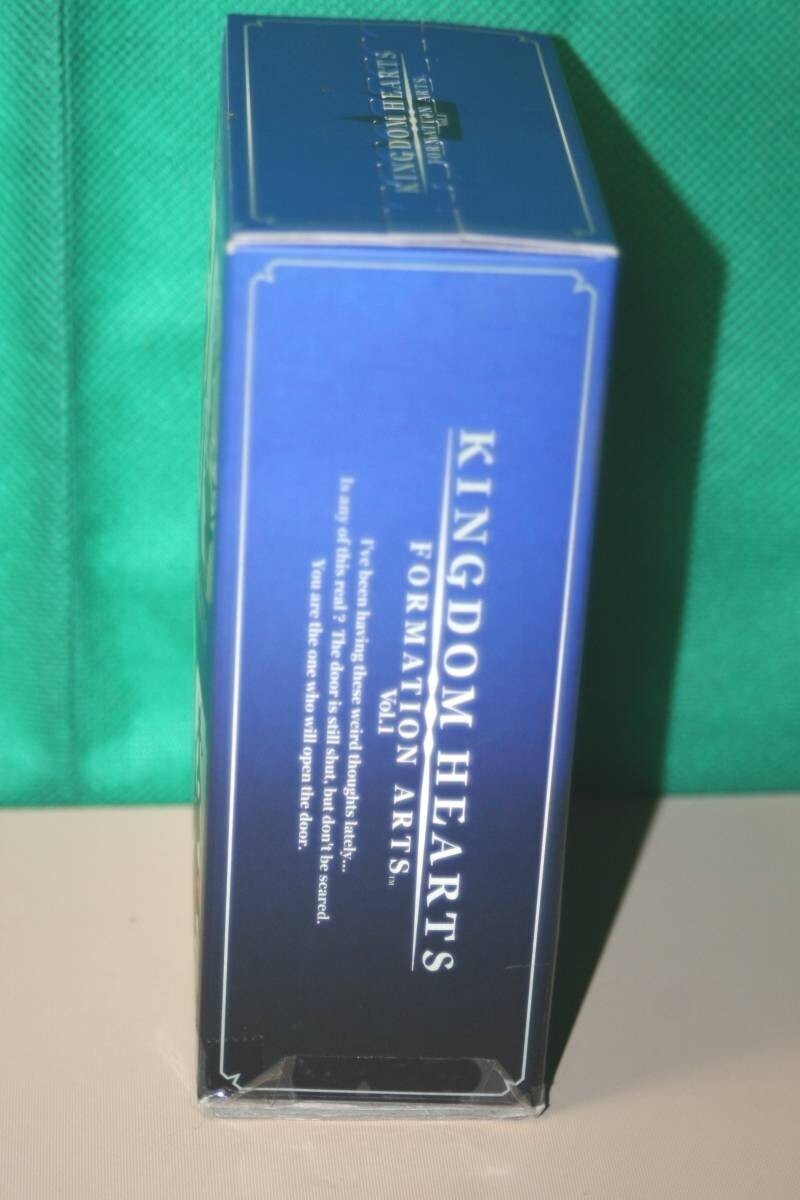 KINGDOM HEARTS
FORMATION ARTS
KINGDOM HEARTS
FORMATION ARTS™
Vol.1
I've been having these weird thoughts lately...
Is any of this real? The door is still shut, but don't be scared.
You are the one who will open the door.